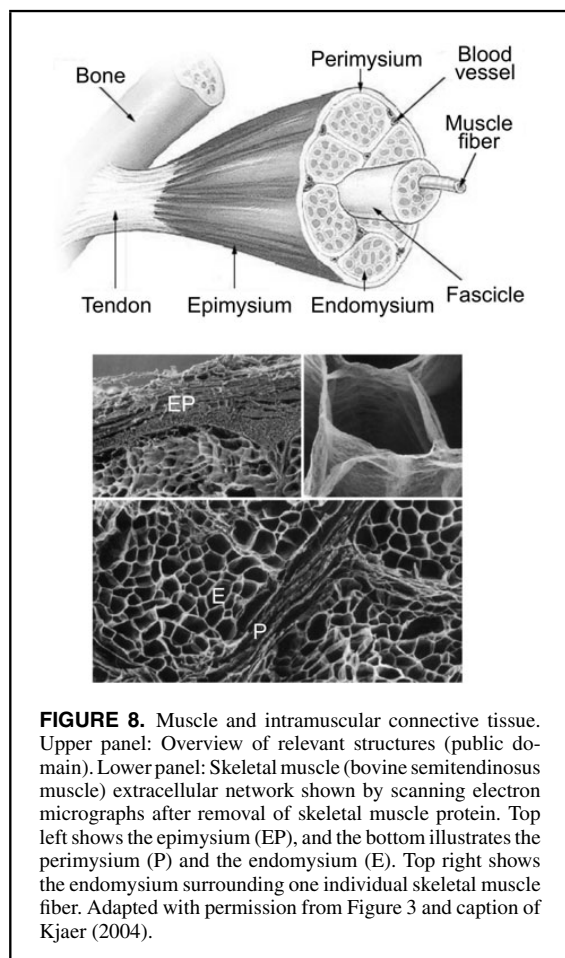 Bone
Perimysium
Blood
vessel
Muscle
fiber
Tendon
Epimysium
Endomysium
Fascicle
EP
E
P
FIGURE 8. Muscle and intramuscular connective tissue.
Upper panel: Overview of relevant structures (public do-
main). Lower panel: Skeletal muscle (bovine semitendinosus
muscle) extracellular network shown by scanning electron
micrographs after removal of skeletal muscle protein. Top
left shows the epimysium (EP), and the bottom illustrates the
perimysium (P) and the endomysium (E). Top right shows
the endomysium surrounding one individual skeletal muscle
fiber. Adapted with permission from Figure 3 and caption of
Kjaer (2004).